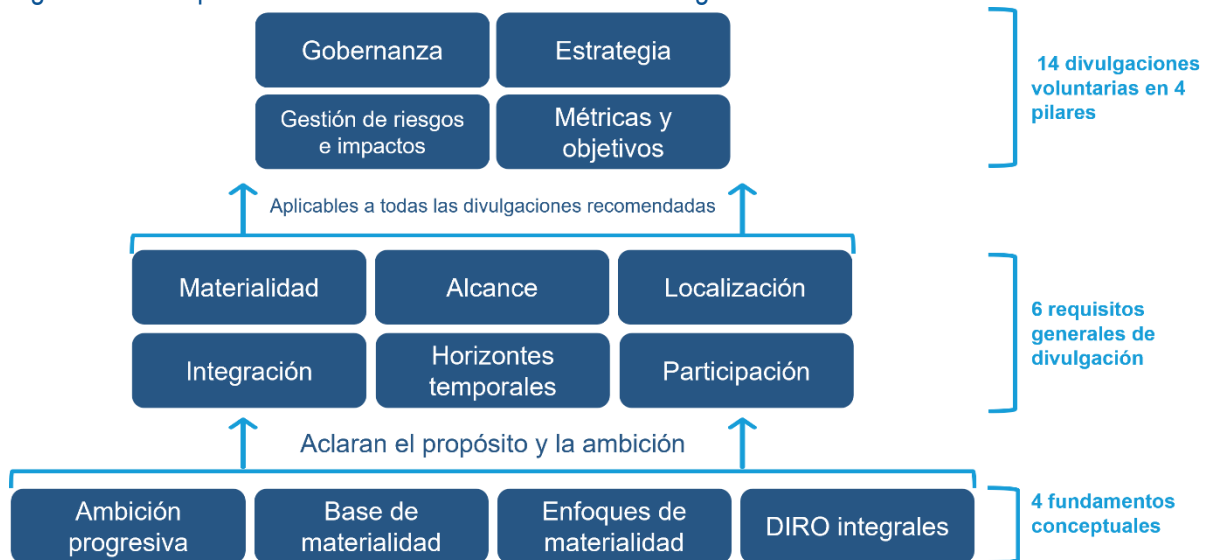 Gobernanza
Estrategia
14 divulgaciones
voluntarias en 4
pilares
Gestión de riesgos
e impactos
Métricas y
objetivos
Aplicables a todas las divulgaciones recomendadas
Materialidad
Alcance
Localización
6 requisitos
generales de
divulgación
Integración
Horizontes
temporales
Participación
Aclaran el propósito y la ambición
Ambición
progresiva
Base de
materialidad
Enfoques de
materialidad
DIRO integrales
4 fundamentos
conceptuales